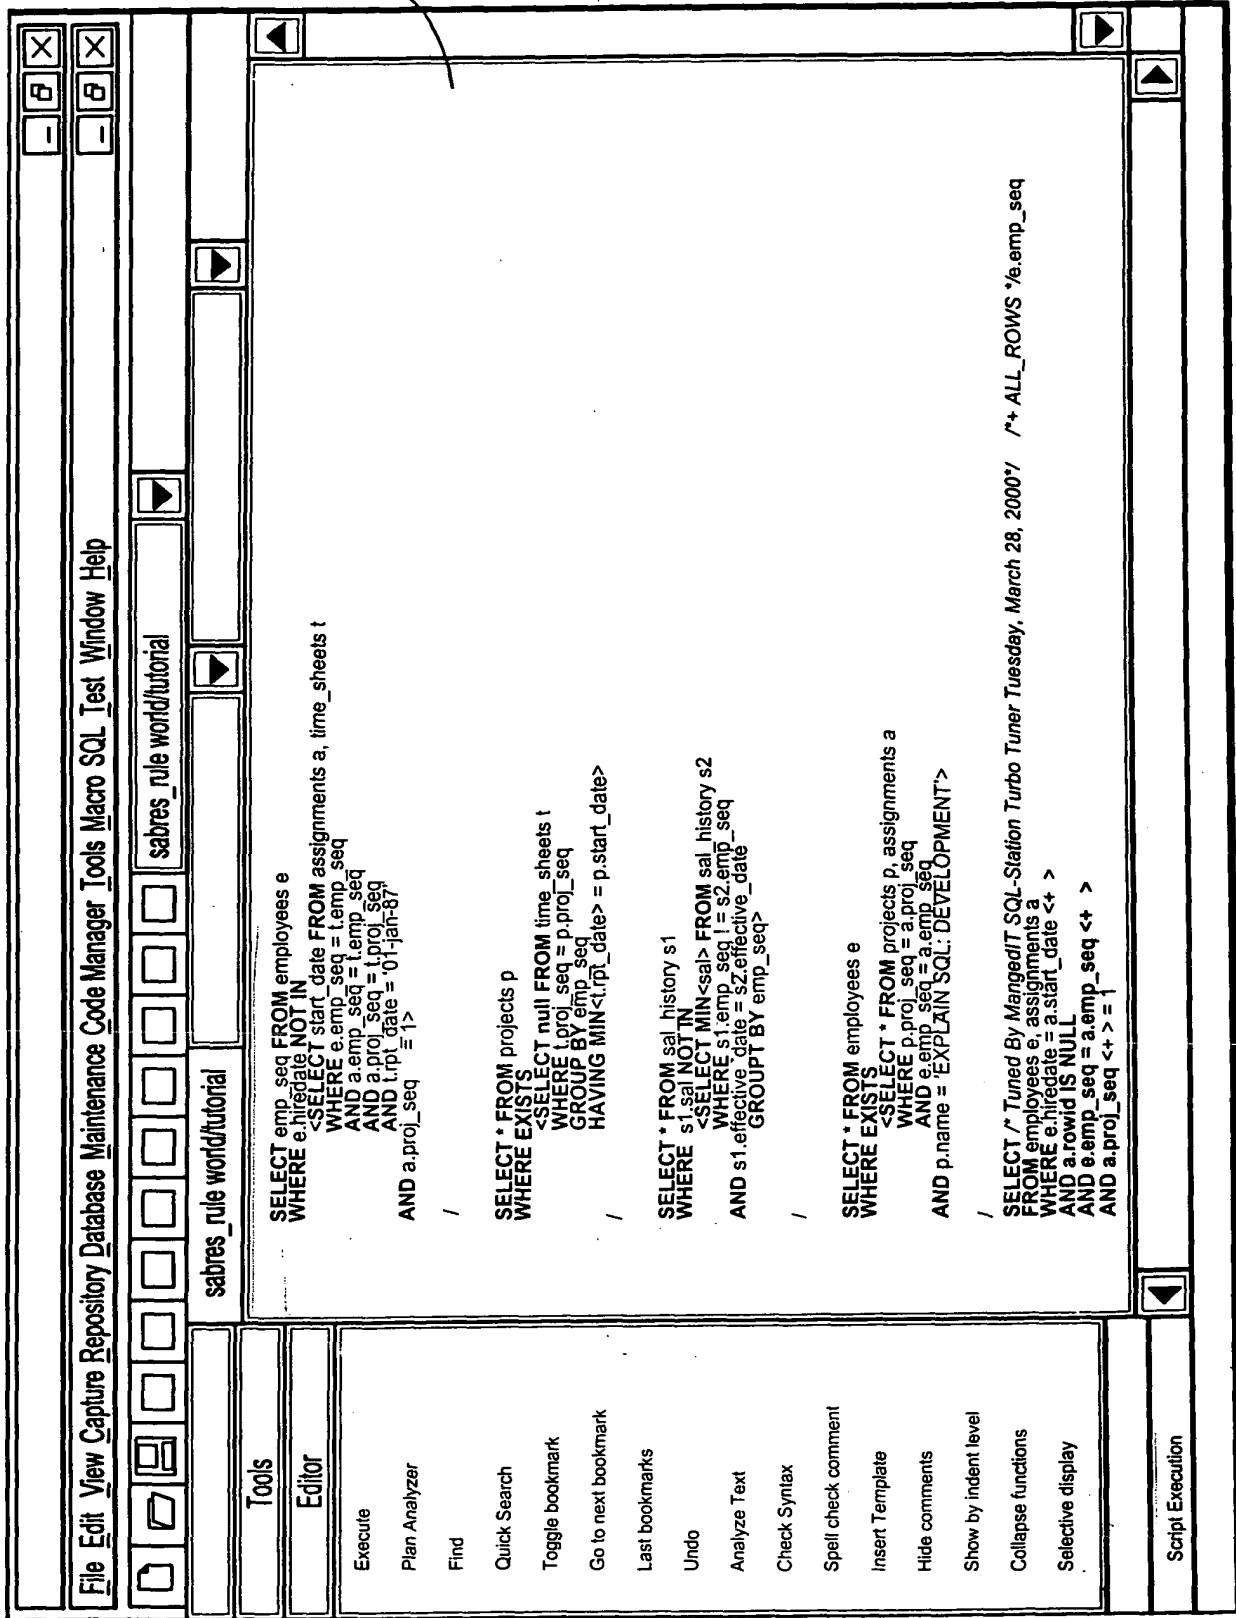 File Edit View Capture Repository Database Maintenance Code Manager Tools Macro SQL Test Window Help
sabres_rule world/tutorial
sabres_rule world/tutorial
Tools
Editor
Execute
Plan Analyzer
Find
Quick Search
Toggle bookmark
Go to next bookmark
Last bookmarks
Undo
Analyze Text
Check Syntax
Spell check comment
Insert Template
Hide comments
Show by indent level
Collapse functions
Selective display
Script Execution
SELECT emp_seq FROM employees e
WHERE e.hiredate NOT IN
<SELECT start_date FROM assignments a, time_sheets t
WHERE e.emp_seq = t.emp_seq
AND a.emp_seq = t.emp_seq
AND a.proj_seq = t.proj_seq
AND t.rpt_date = '01-jan-87'
AND a.proj_seq = 1>
/
SELECT * FROM projects p
WHERE EXISTS
<SELECT null FROM time_sheets t
WHERE t.proj_seq = p.proj_seq
GROUP BY emp_seq
HAVING MIN<t.rpt_date> = p.start_date>
/
SELECT * FROM sal_history s1
WHERE s1.sal NOT IN
<SELECT MIN<sal> FROM sal_history s2
WHERE s1.emp_seq ! = s2.emp_seq
AND s1.effective_date = s2.effective_date
GROUPT BY emp_seq>
/
SELECT * FROM employees e
WHERE EXISTS
<SELECT * FROM projects p, assignments a
WHERE p.proj_seq = a.proj_seq
AND e.emp_seq = a.emp_seq
AND p.name = 'EXPLAIN SQL: DEVELOPMENT'>
/
SELECT /* Tuned By MangedIT SQL-Station Turbo Tuner Tuesday, March 28, 2000*/ /*+ ALL_ROWS */e.emp_seq
FROM employees e, assignments a
WHERE e.hiredate = a.start_date <+ >
AND a.rowid IS NULL
AND e.emp_seq = a.emp_seq <+ >
AND a.proj_seq <+ > = 1